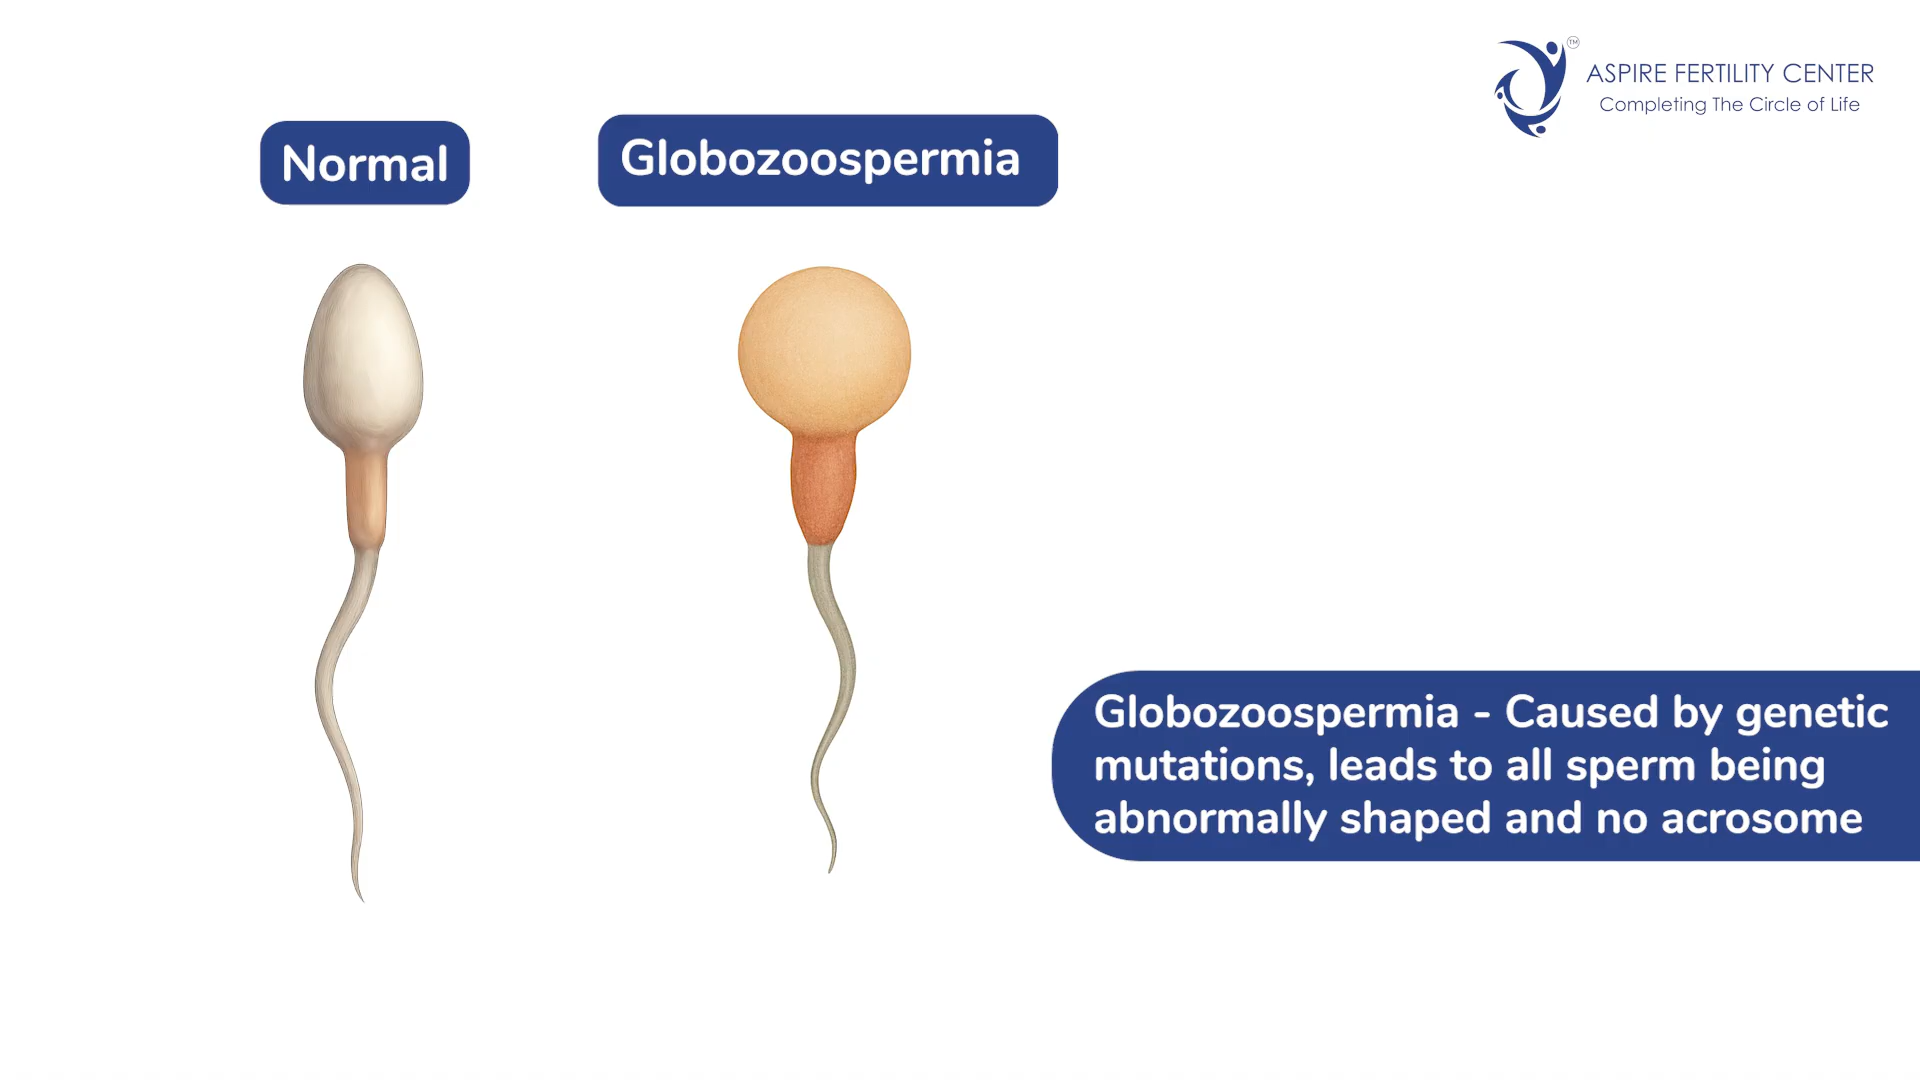 TM
ASPIRE FERTILITY CENTER
Completing The Circle of Life
Normal
Globozoospermia
Globozoospermia - Caused by genetic
mutations, leads to all sperm being
abnormally shaped and no acrosome